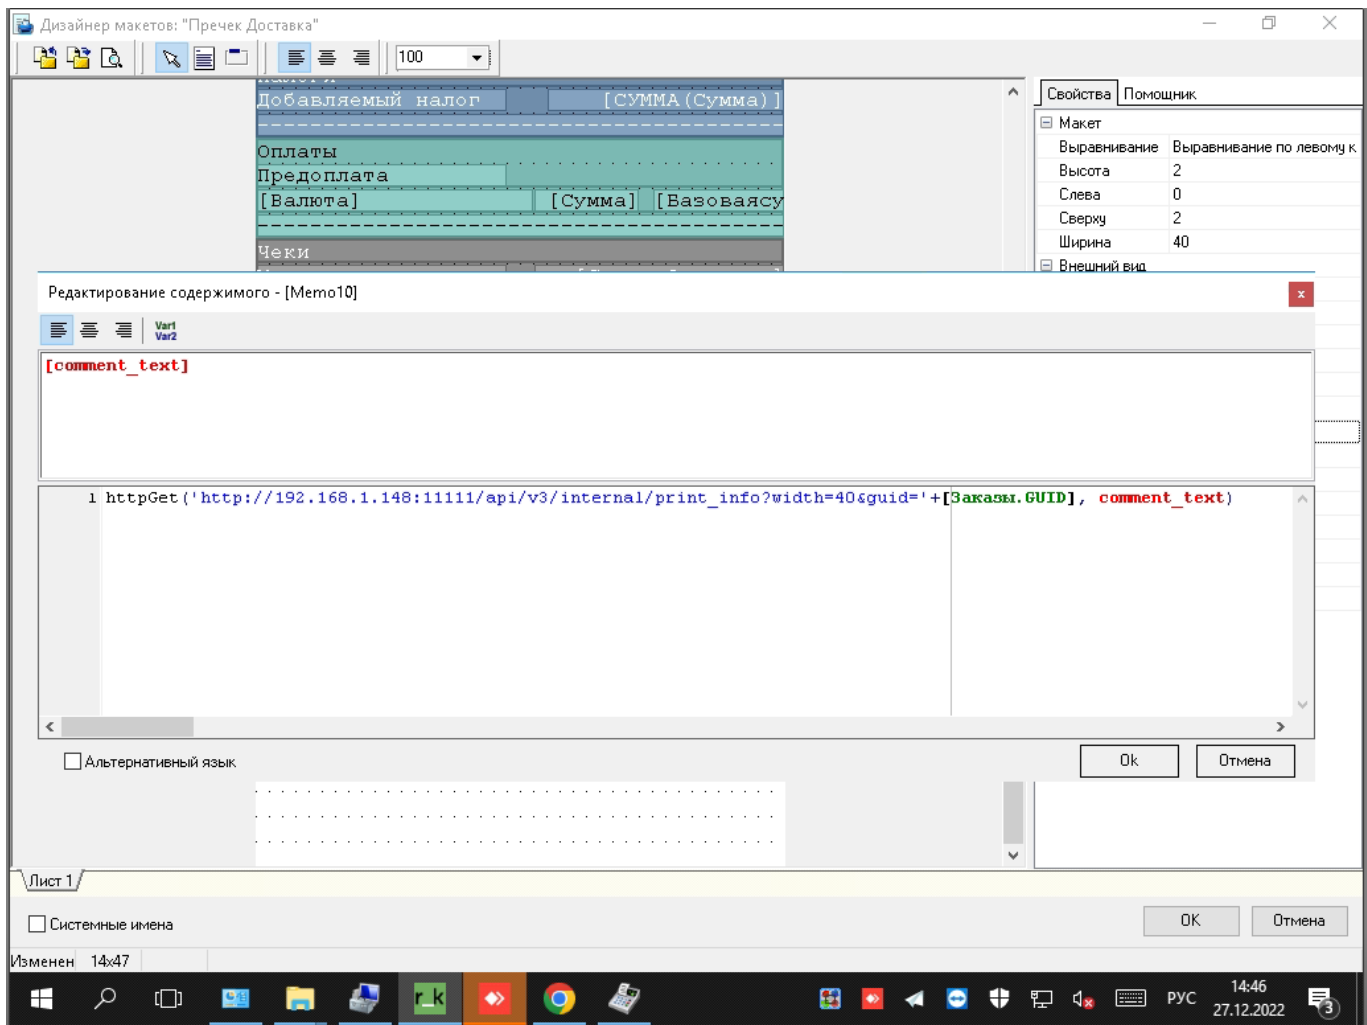 Дизайнер макетов: "Пречек Доставка"
100
Добавляемый налог [СУММА(Сумма)]
Оплаты
Предоплата
[Валюта] [Сумма] [Базоваясу
Чеки
Свойства Помощник
Макет
Выравнивание Выравнивание по левому к
Высота 2
Слева 0
Сверху 2
Ширина 40
Внешний вид
Редактирование содержимого - [Memo10]
Var1
Var2
[comment_text]
1 httpGet('http://192.168.1.148:11111/api/v3/internal/print_info?width=40&guid='+[Заказы.GUID], comment_text)
Альтернативный язык
Ok Отмена
Лист 1
Системные имена
OK Отмена
Изменен 14x47
r_k
РУС
14:46
27.12.2022
3